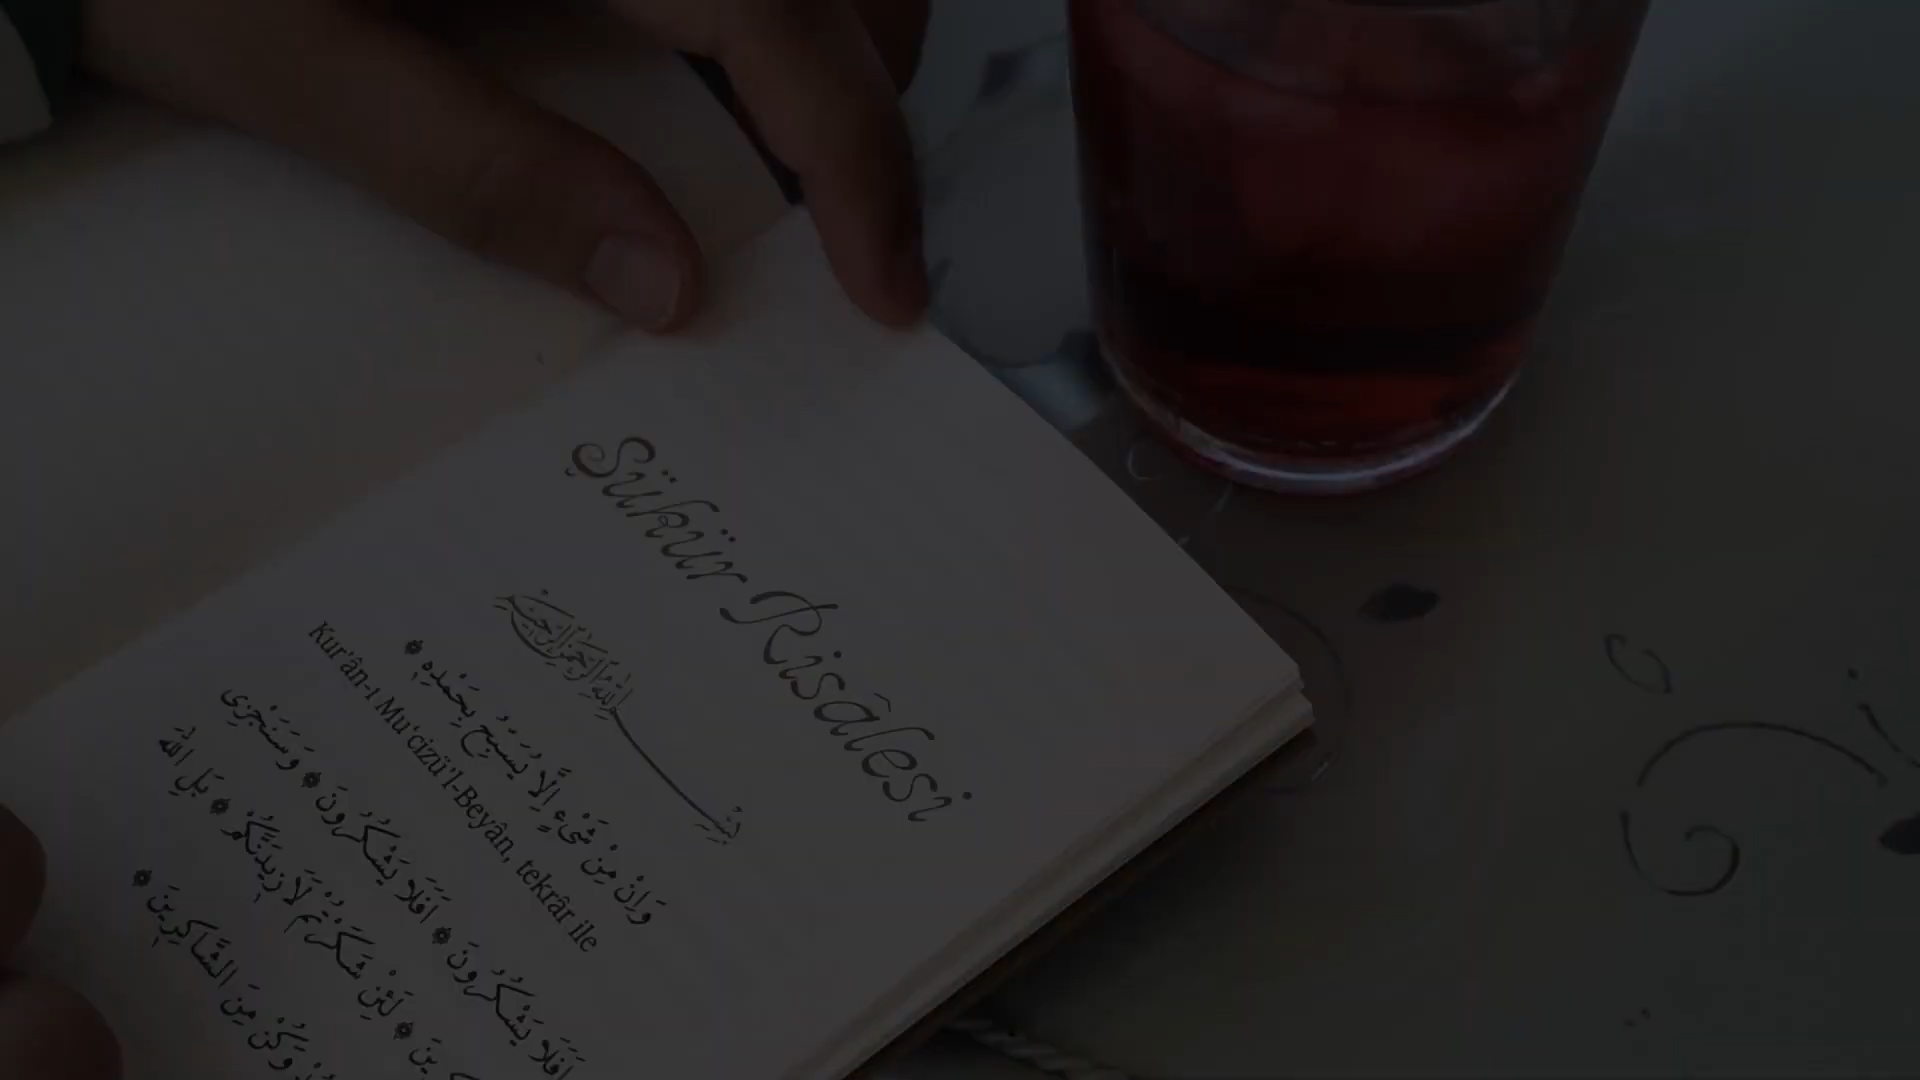 Şükür Risâlesi
بِسْمِ اللّٰهِ الرَّحْمٰنِ الرَّحِيمِ
وَاِنْ مِنْ شَيْءٍ اِلَّا يُسَبِّحُ بِحَمْدِهِ ۞
Kur'ân-ı Mu'cizü'l-Beyân, tekrâr ile
اَفَلَا يَشْكُرُونَ ۞ اَفَلَا يَشْكُرُونَ ۞ وَسَنَجْزِى
۞ لَئِنْ شَكَرْتُمْ لَاَزِيدَنَّكُمْ ۞ بَلِ اللّٰهَ
وَكُنْ مِنَ الشَّاكِرِينَ ۞